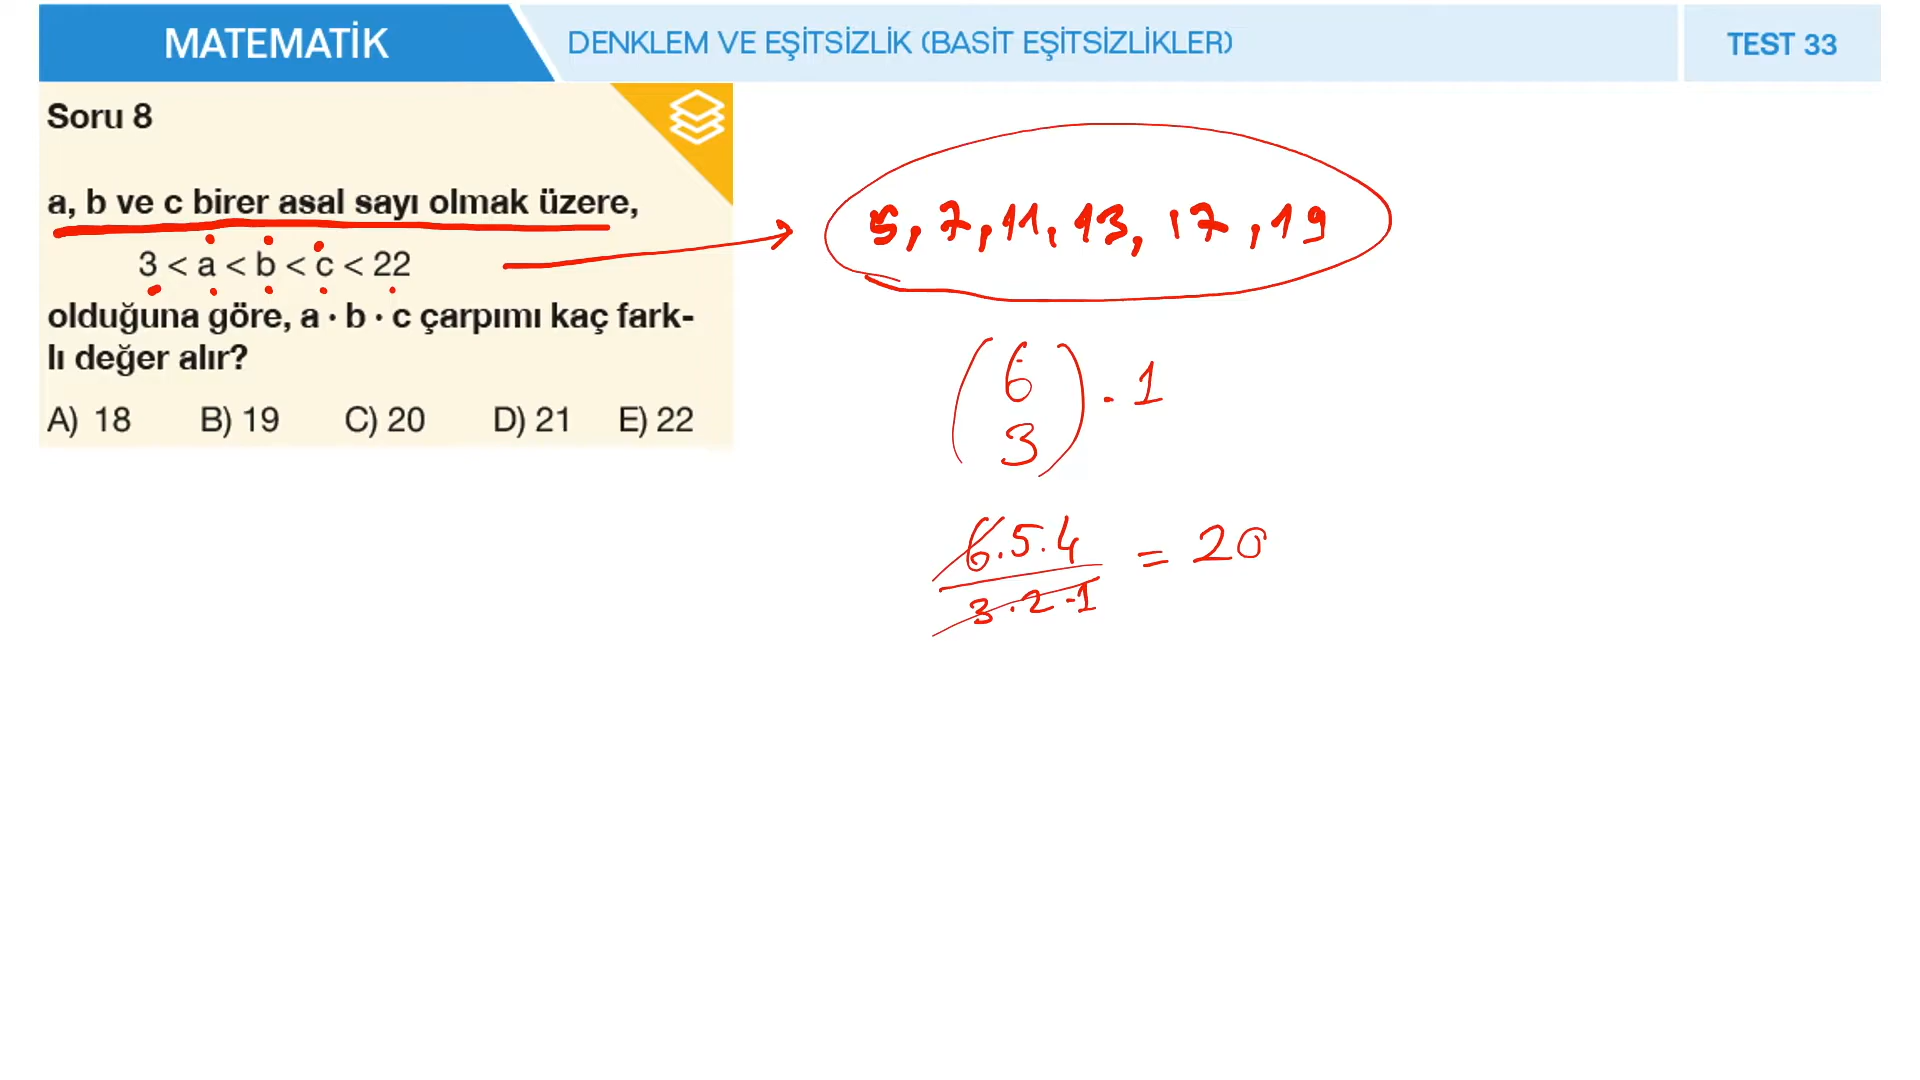 MATEMATİK
DENKLEM VE EŞİTSİZLİK (BASİT EŞİTSİZLİKLER)
TEST 33
Soru 8
a, b ve c birer asal sayı olmak üzere,
3 < a < b < c < 22
olduğuna göre, a · b · c çarpımı kaç fark-
lı değer alır?
A) 18 B) 19 C) 20 D) 21 E) 22
5, 7, 11, 13, 17, 19
(6
3) . 1
6.5.4
3.2.1
= 20